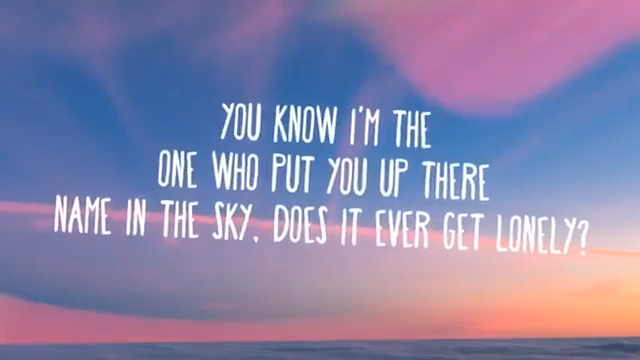 YOU KNOW I'M THE
ONE WHO PUT YOU UP THERE
NAME IN THE SKY, DOES IT EVER GET LONELY?